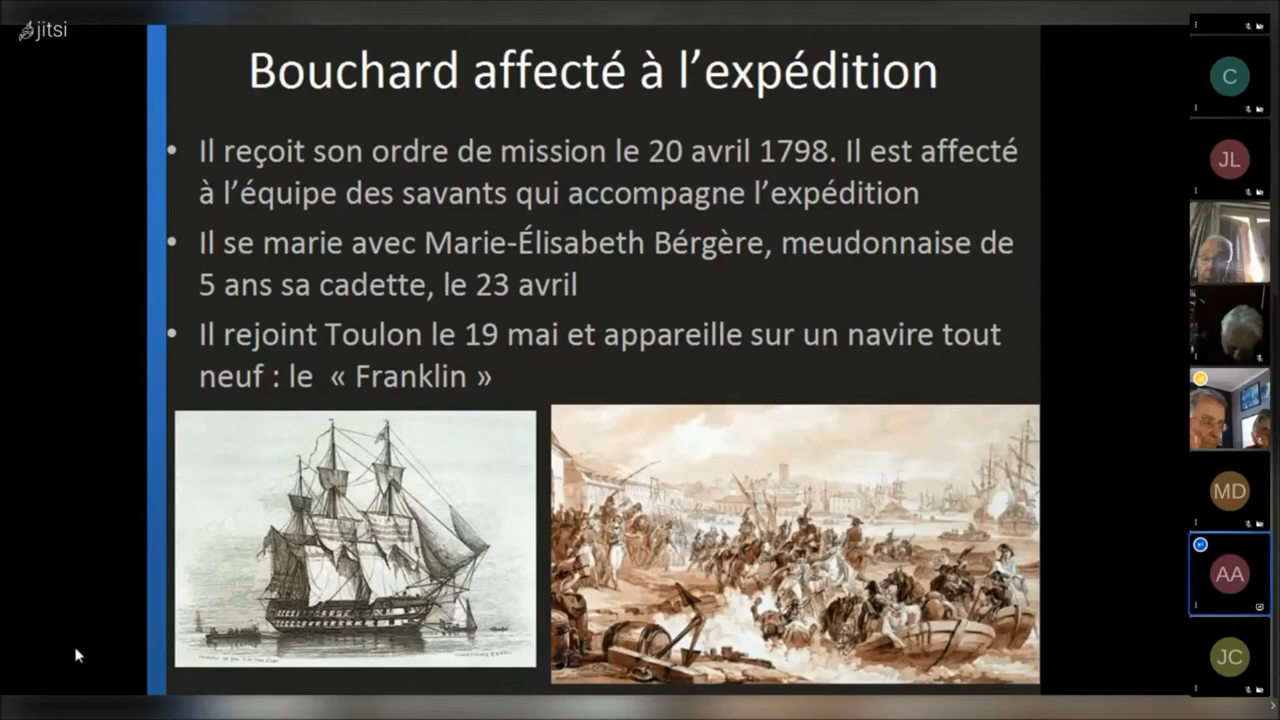 jitsi
Bouchard affecté à l’expédition
• Il reçoit son ordre de mission le 20 avril 1798. Il est affecté
à l’équipe des savants qui accompagne l’expédition
• Il se marie avec Marie-Élisabeth Bérgère, meudonnaise de
5 ans sa cadette, le 23 avril
• Il rejoint Toulon le 19 mai et appareille sur un navire tout
neuf : le « Franklin »
C
JL
MD
AA
JC